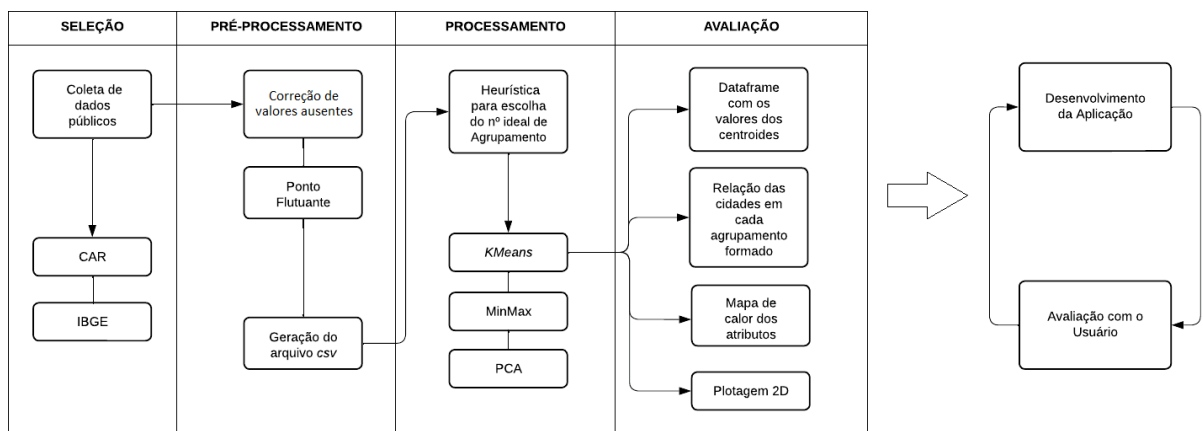 SELEÇÃO
PRÉ-PROCESSAMENTO
PROCESSAMENTO
AVALIAÇÃO
Coleta de
dados
públicos
CAR
IBGE
Correção de
valores ausentes
Ponto
Flutuante
Geração do
arquivo csv
Heurística
para escolha
do nº ideal de
Agrupamento
KMeans
MinMax
PCA
Dataframe
com os
valores dos
centroides
Relação das
cidades em
cada
agrupamento
formado
Mapa de
calor dos
atributos
Plotagem 2D
Desenvolvimento
da Aplicação
Avaliação com o
Usuário